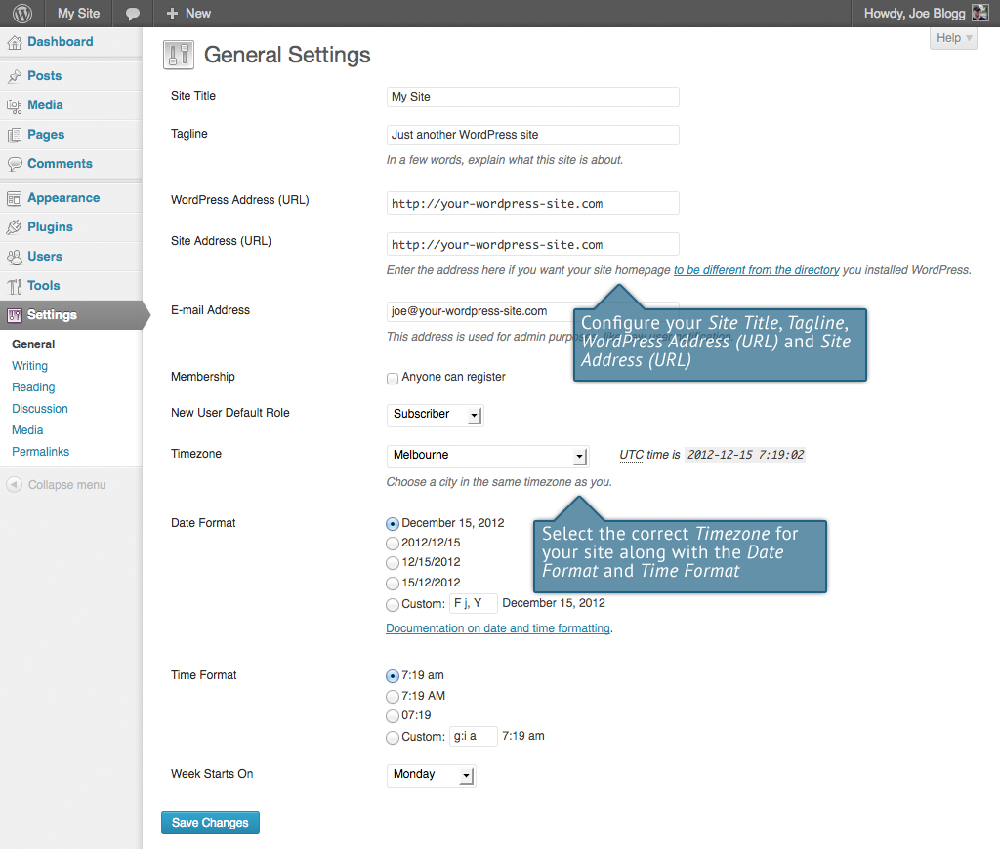 My Site
New
Howdy, Joe Blogg
Help
Dashboard
Posts
Media
Pages
Comments
Appearance
Plugins
Users
Tools
Settings
General
Writing
Reading
Discussion
Media
Permalinks
Collapse menu
General Settings
Site Title
My Site
Tagline
Just another WordPress site
In a few words, explain what this site is about.
WordPress Address (URL)
http://your-wordpress-site.com
Site Address (URL)
http://your-wordpress-site.com
Enter the address here if you want your site homepage to be different from the directory you installed WordPress.
E-mail Address
joe@your-wordpress-site.com
This address is used for admin purposes, like new user notification.
Configure your Site Title, Tagline,
WordPress Address (URL) and Site
Address (URL)
Membership
Anyone can register
New User Default Role
Subscriber
Timezone
Melbourne
UTC time is 2012-12-15 7:19:02
Choose a city in the same timezone as you.
Select the correct Timezone for
your site along with the Date
Format and Time Format
Date Format
December 15, 2012
2012/12/15
12/15/2012
15/12/2012
Custom: F j, Y December 15, 2012
Documentation on date and time formatting.
Time Format
7:19 am
7:19 AM
07:19
Custom: g:i a 7:19 am
Week Starts On
Monday
Save Changes